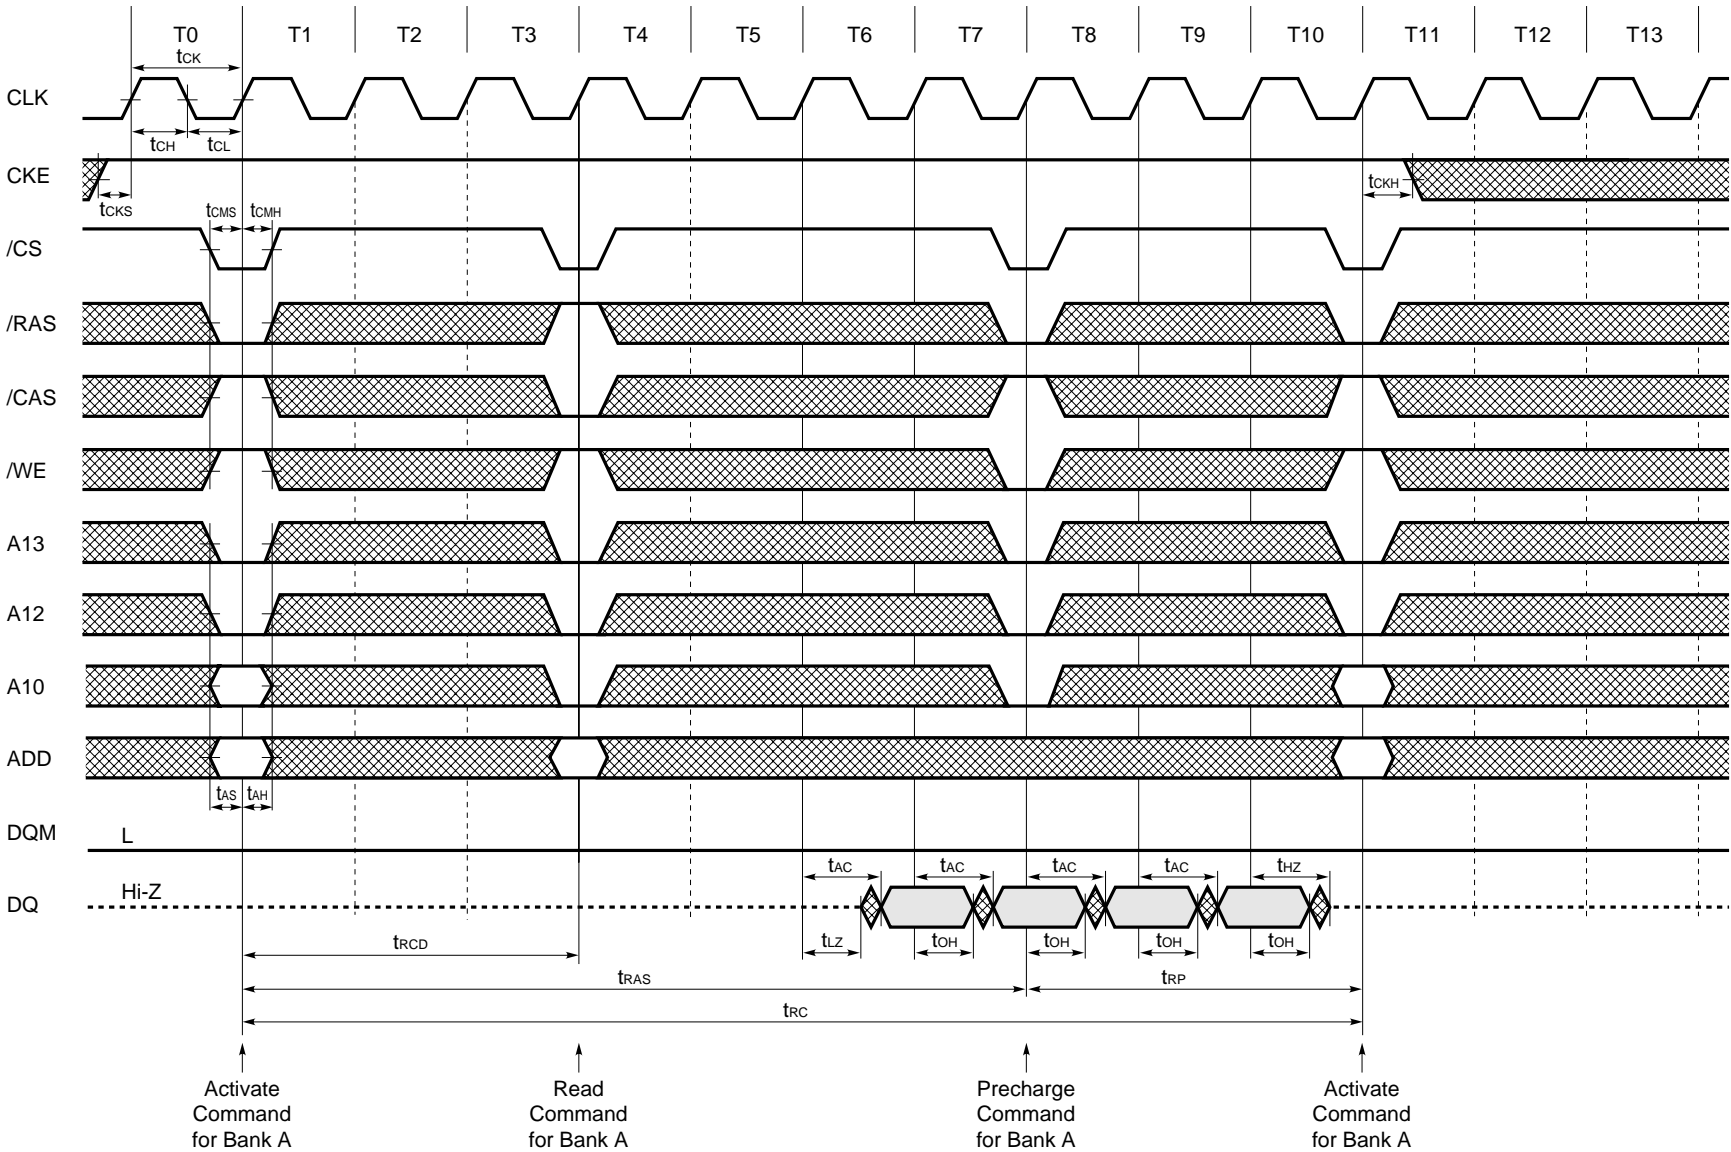 T0 T1 T2 T3 T4 T5 T6 T7 T8 T9 T10 T11 T12 T13
tCK
CLK
tCH tCL
CKE
tCKS
tCKH
tCMS tCMH
/CS
/RAS
/CAS
/WE
A13
A12
A10
ADD
tAS tAH
DQM
L
tAC tAC tAC tAC tHZ
Hi-Z
DQ
tLZ tOH tOH tOH tOH
tRCD
tRAS tRP
tRC
Activate
Command
for Bank A
Read
Command
for Bank A
Precharge
Command
for Bank A
Activate
Command
for Bank A